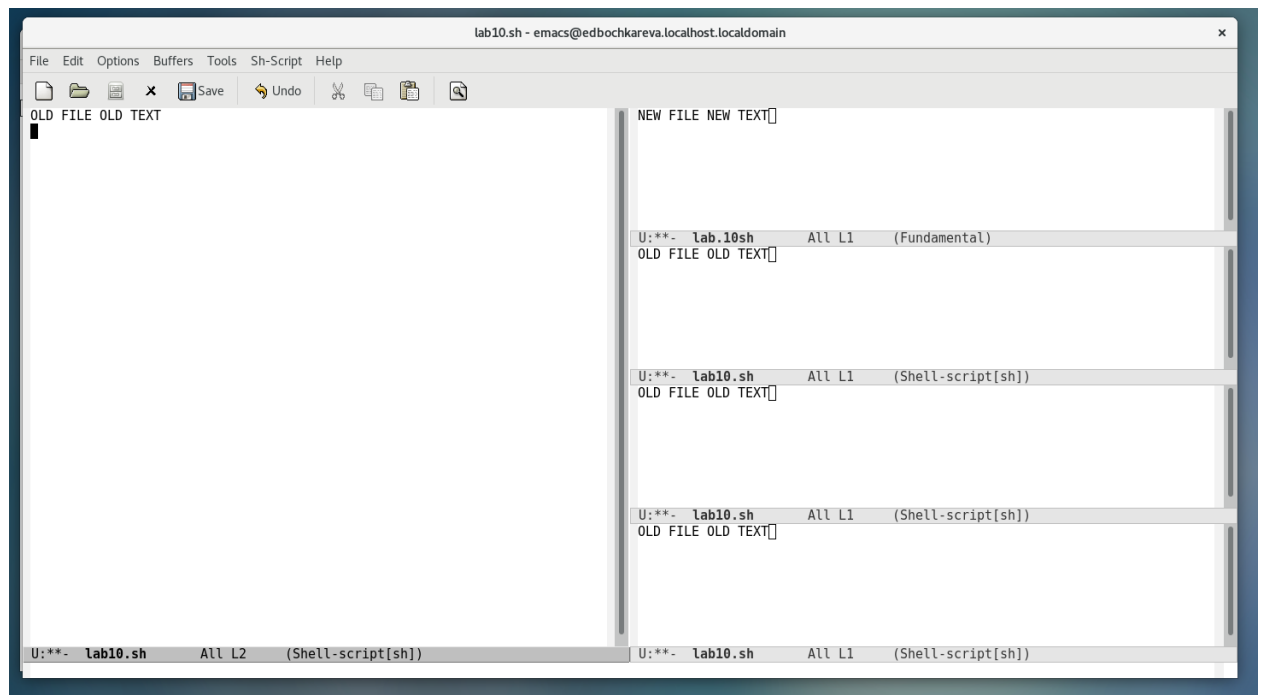 lab10.sh - emacs@edbochkareva.localhost.localdomain ×
File Edit Options Buffers Tools Sh-Script Help
Save Undo
OLD FILE OLD TEXT
U:**- lab10.sh All L2 (Shell-script[sh])
NEW FILE NEW TEXT
U:**- lab.10sh All L1 (Fundamental)
OLD FILE OLD TEXT
U:**- lab10.sh All L1 (Shell-script[sh])
OLD FILE OLD TEXT
U:**- lab10.sh All L1 (Shell-script[sh])
OLD FILE OLD TEXT
U:**- lab10.sh All L1 (Shell-script[sh])